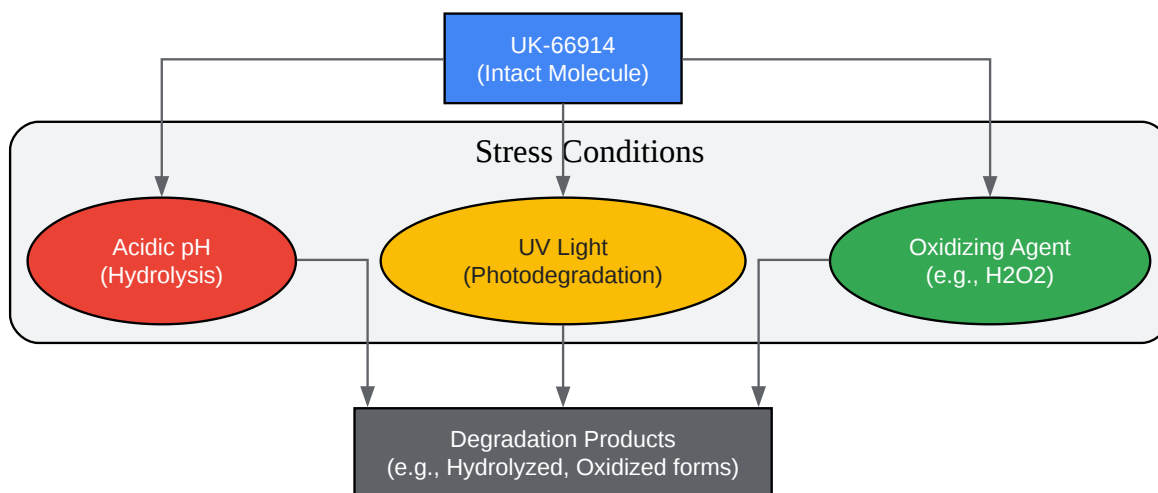 UK-66914
(Intact Molecule)
Stress Conditions
Acidic pH
(Hydrolysis)
UV Light
(Photodegradation)
Oxidizing Agent
(e.g., H2O2)
Degradation Products
(e.g., Hydrolyzed, Oxidized forms)